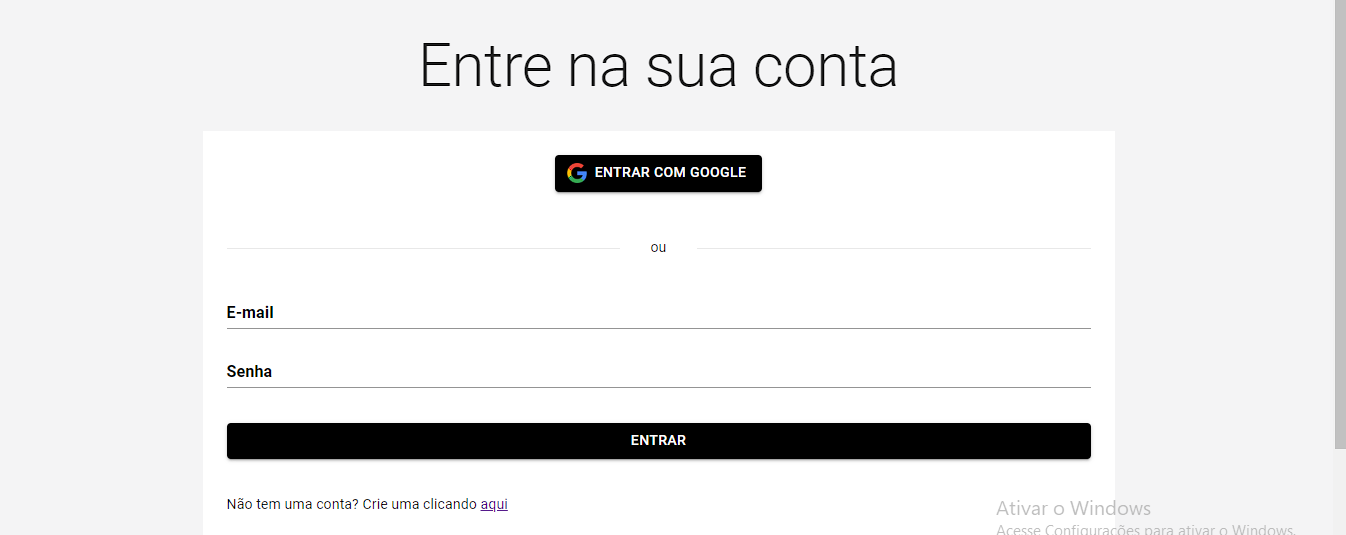 Entre na sua conta
ENTRAR COM GOOGLE
ou
E-mail
Senha
ENTRAR
Não tem uma conta? Crie uma clicando aqui
Ativar o Windows
Acesse Configurações para ativar o Windows.